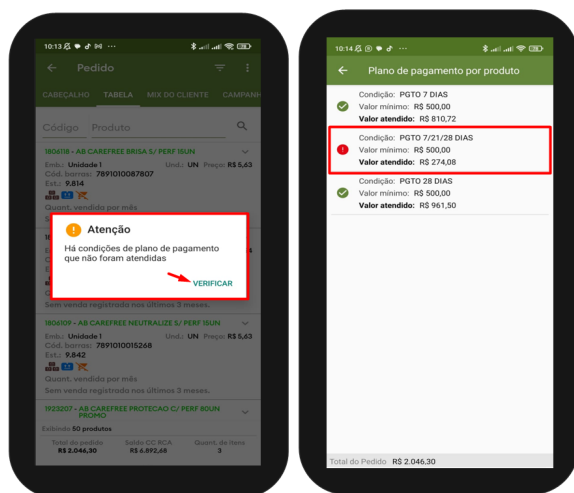 10:13
Pedido
CABEÇALHO TABELA MIX DO CLIENTE CAMPANH
Código Produto
1806118 - AB CAREFREE BRISA S/ PERF 15UN
Emb.: Unidade 1 Und.: UN Preço: R$ 5,63
Cód. barras: 7891010087807
Est.: 9.814
Quant. vendida por mês
Atenção
Há condições de plano de pagamento
que não foram atendidas
VERIFICAR
Sem venda registrada nos últimos 3 meses.
1806109 - AB CAREFREE NEUTRALIZE S/ PERF 15UN
Emb.: Unidade 1 Und.: UN Preço: R$ 5,63
Cód. barras: 7891010015268
Est.: 9.842
Quant. vendida por mês
Sem venda registrada nos últimos 3 meses.
1923207 - AB CAREFREE PROTECAO C/ PERF 80UN
PROMO
Exibindo 50 produtos
Total do pedido Saldo CC RCA Quant. de itens
R$ 2.046,30 R$ 6.892,68 3
10:14
Plano de pagamento por produto
Condição: PGTO 7 DIAS
Valor mínimo: R$ 500,00
Valor atendido: R$ 810,72
Condição: PGTO 7/21/28 DIAS
Valor mínimo: R$ 500,00
Valor atendido: R$ 274,08
Condição: PGTO 28 DIAS
Valor mínimo: R$ 500,00
Valor atendido: R$ 961,50
Total do Pedido R$ 2.046,30